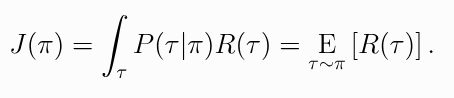 J(π) = ∫_τ P(τ|π)R(τ) = E_{τ∼π} [R(τ)] .